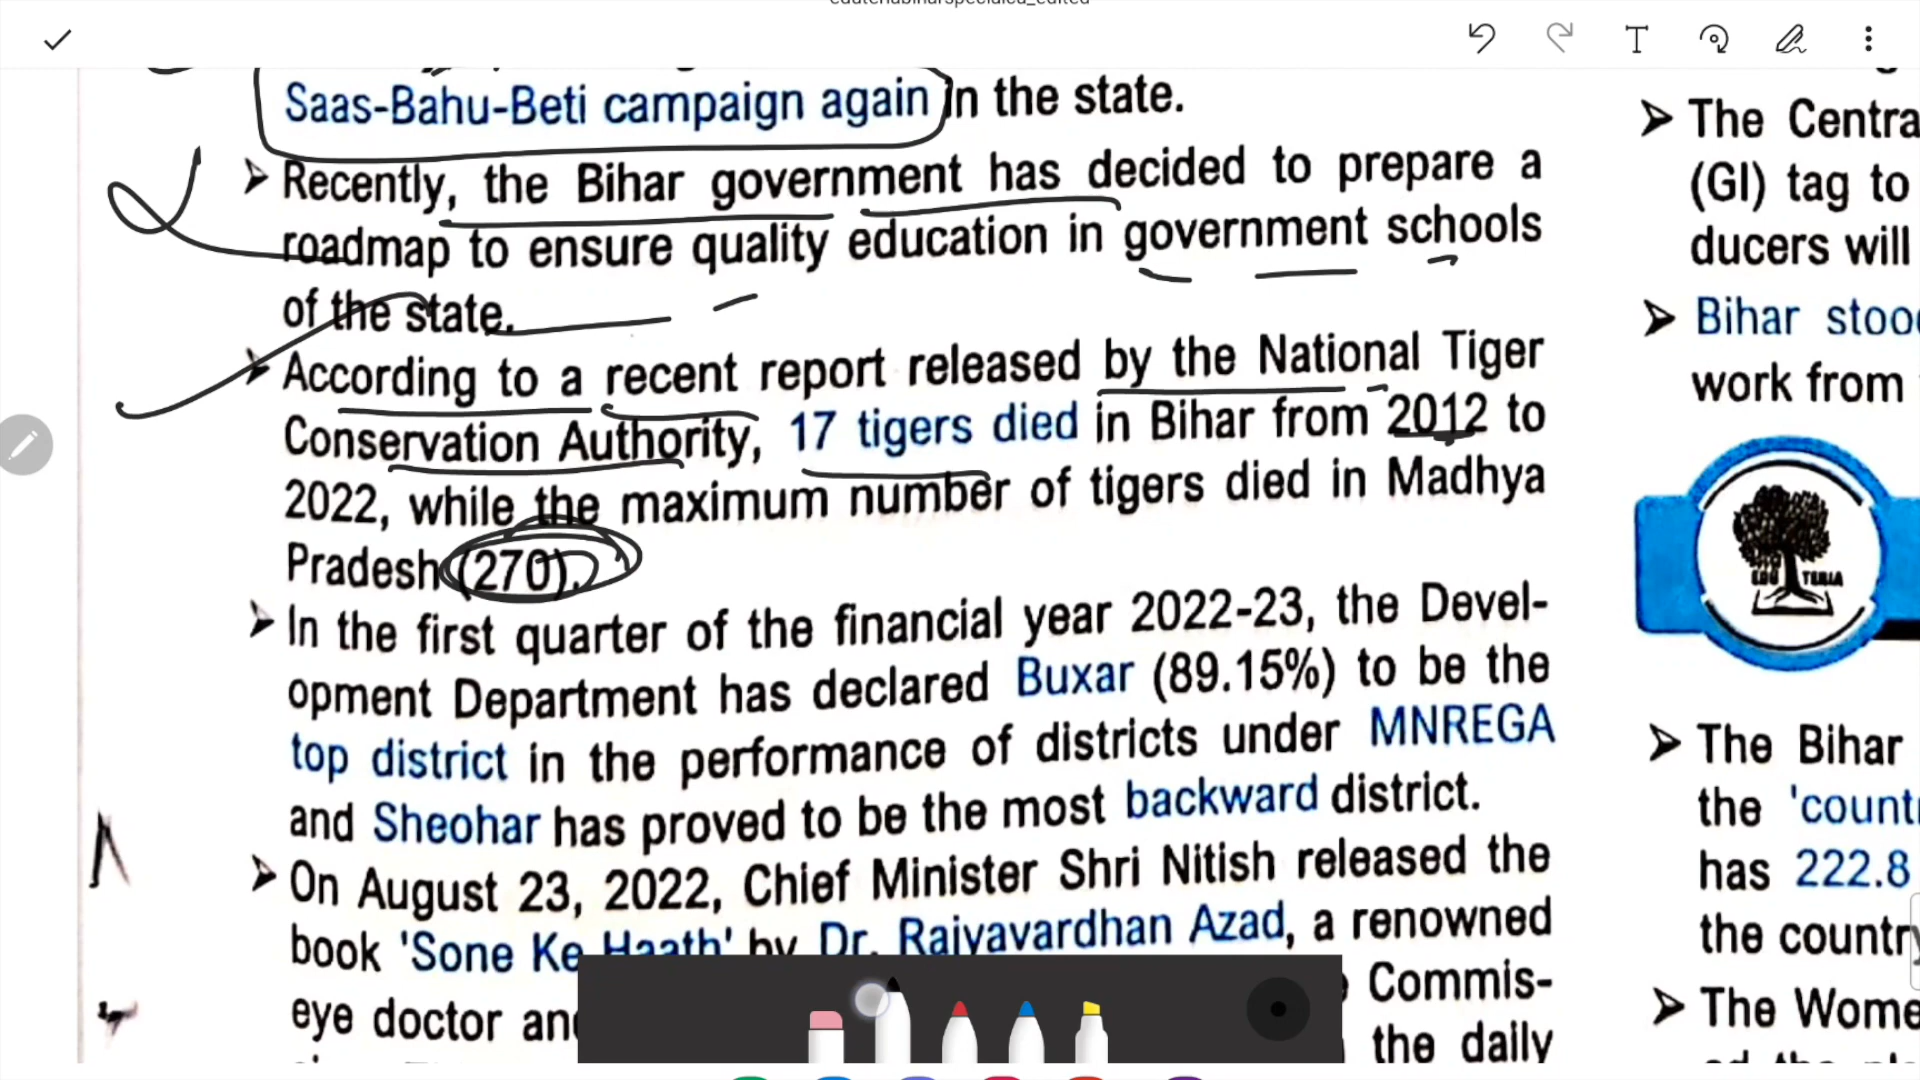 Saas-Bahu-Beti campaign again in the state.
➢ Recently, the Bihar government has decided to prepare a
roadmap to ensure quality education in government schools
of the state.
➢ According to a recent report released by the National Tiger
Conservation Authority, 17 tigers died in Bihar from 2012 to
2022, while the maximum number of tigers died in Madhya
Pradesh (270).
➢ In the first quarter of the financial year 2022-23, the Devel-
opment Department has declared Buxar (89.15%) to be the
top district in the performance of districts under MNREGA
and Sheohar has proved to be the most backward district.
➢ On August 23, 2022, Chief Minister Shri Nitish released the
book 'Sone Ke Haath' by Dr. Rajyavardhan Azad, a renowned
eye doctor and Commis-
the daily
➢ The Centra
(GI) tag to
ducers will
➢ Bihar stoo
work from
EDU TERIA
➢ The Bihar
the 'count
has 222.8
the country
➢ The Wome